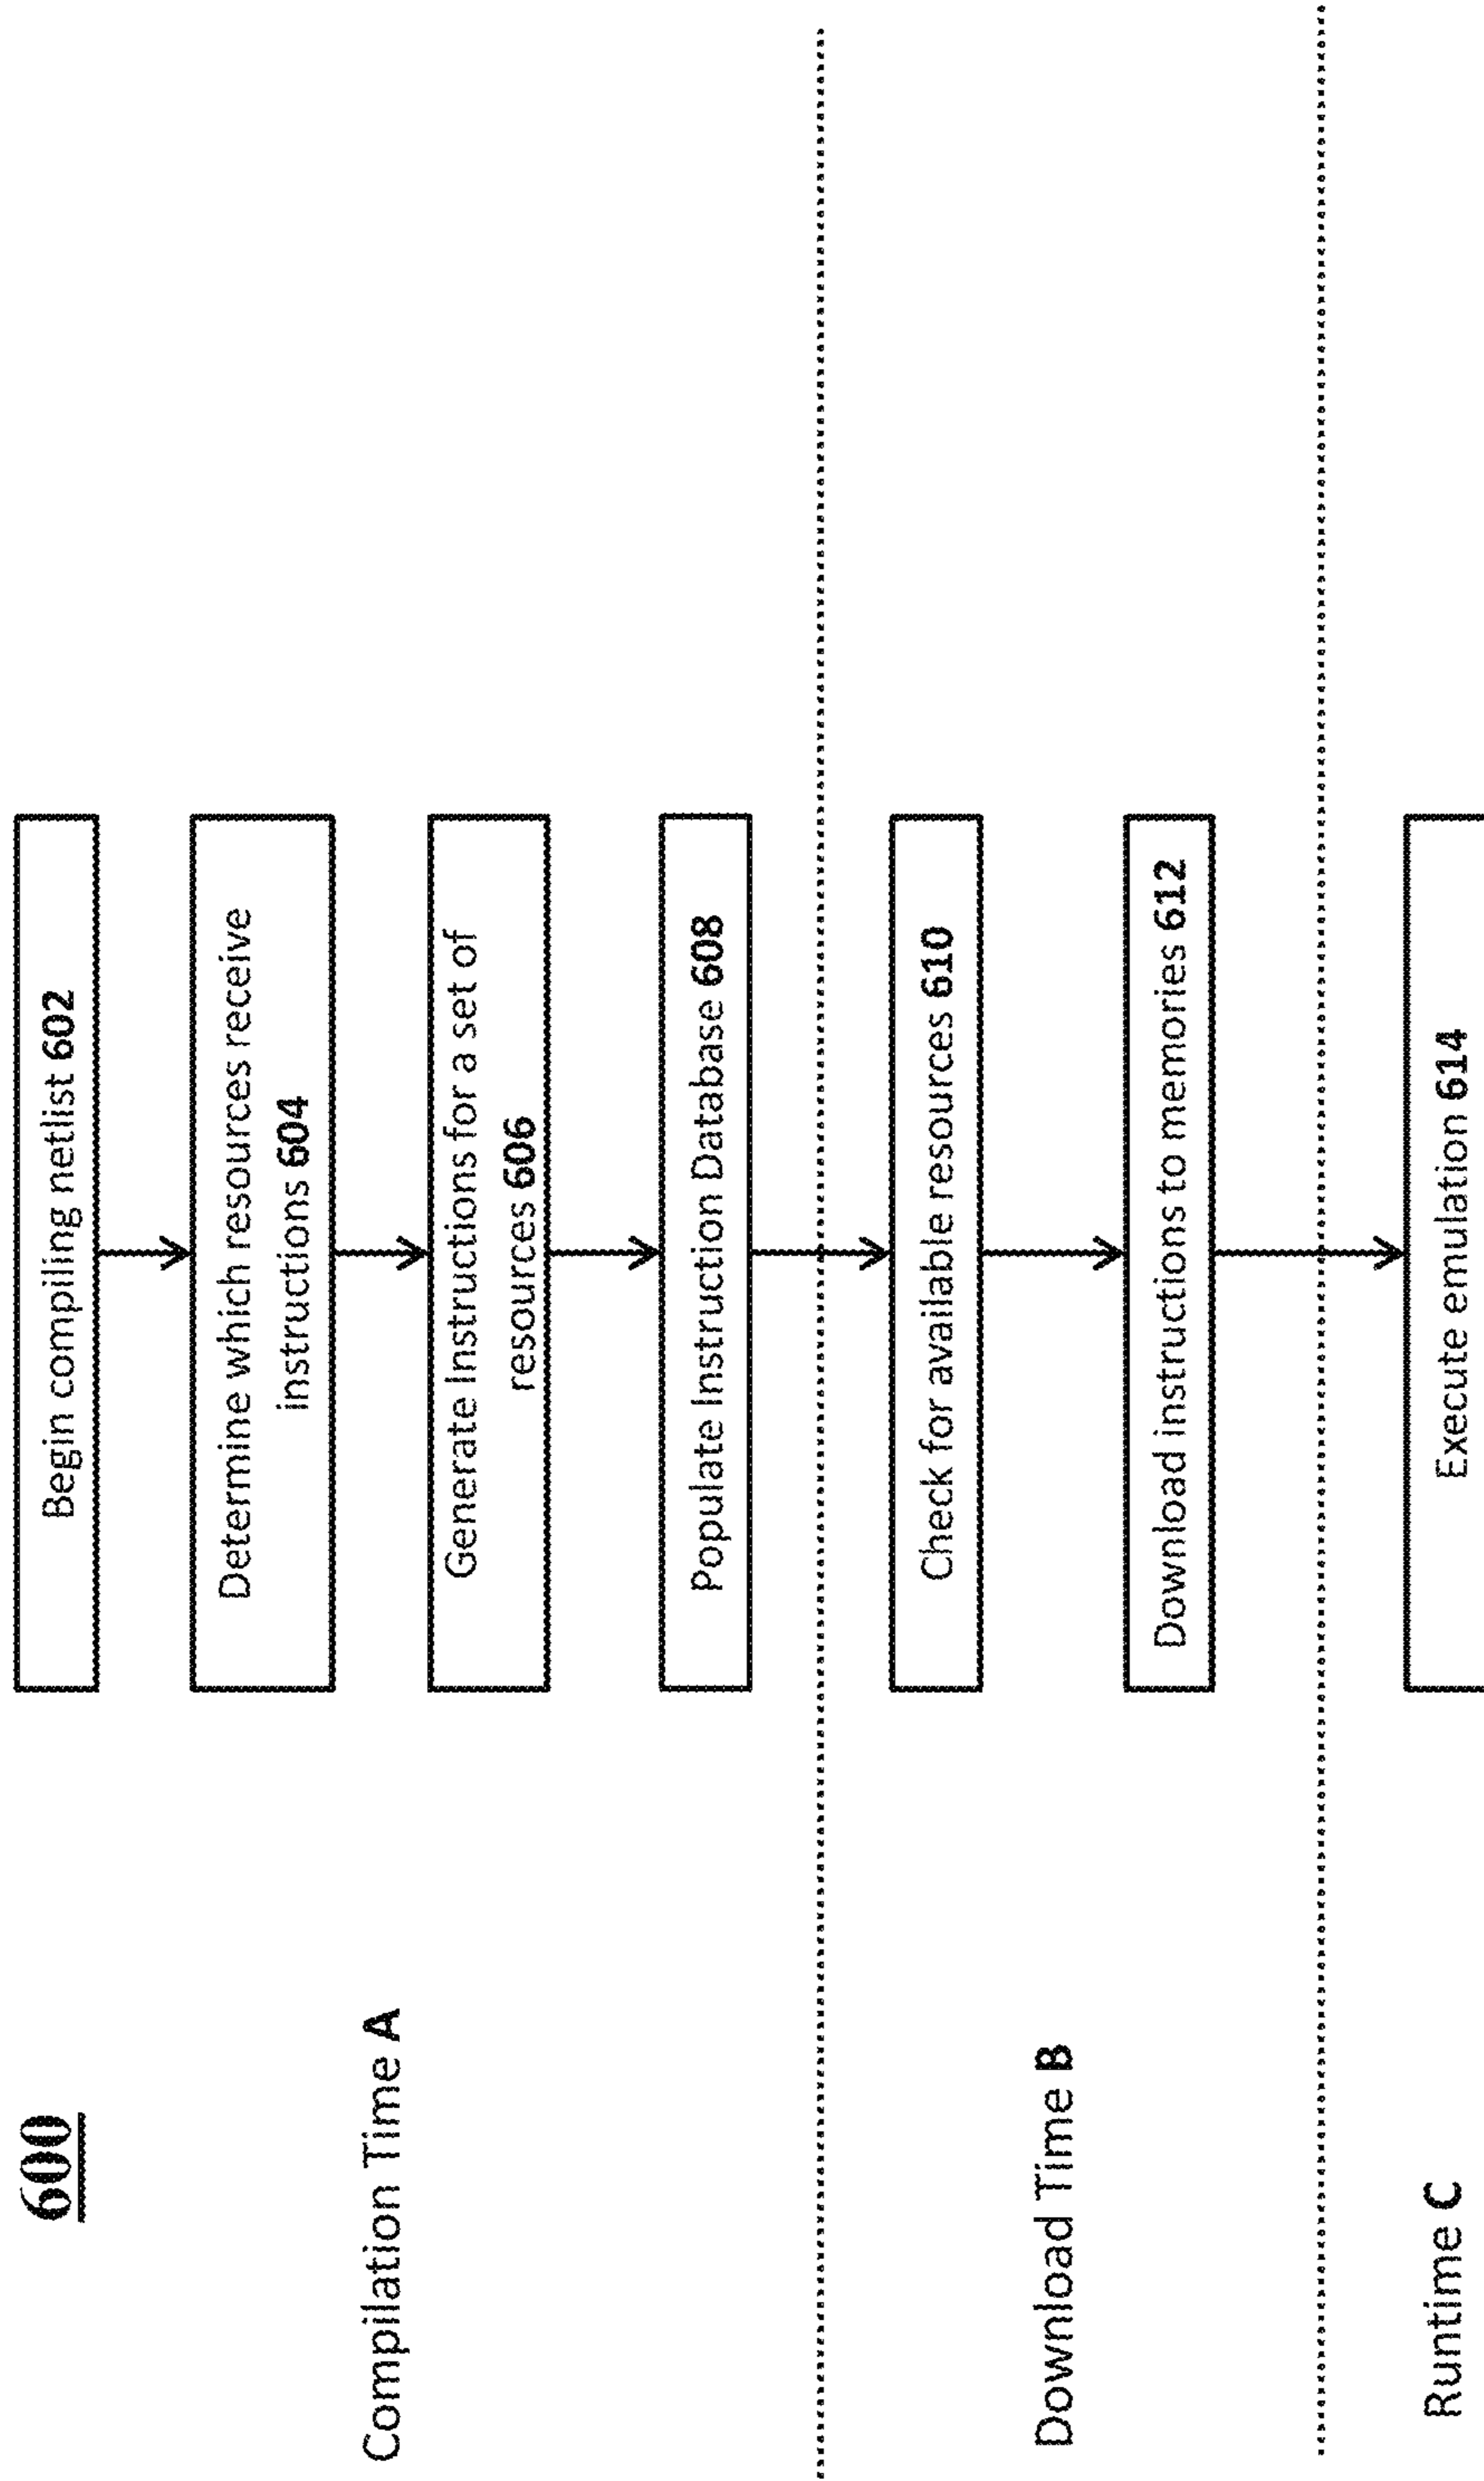 600
Begin compiling netlist 602
Determine which resources receive
instructions 604
Compilation Time A
Generate Instructions for a set of
resources 606
Populate Instruction Database 608
Check for available resources 610
Download Time B
Download instructions to memories 612
Runtime C
Execute emulation 614